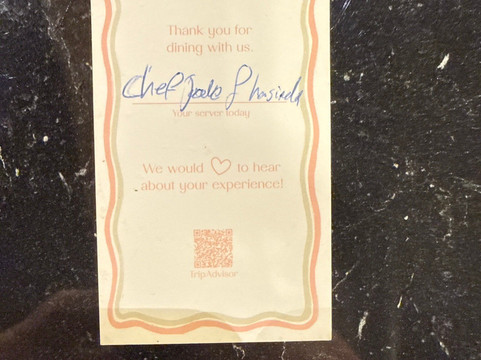 Thank you for
dining with us.
Chef
Your server today
We would to hear
about your experience!
TripAdvisor